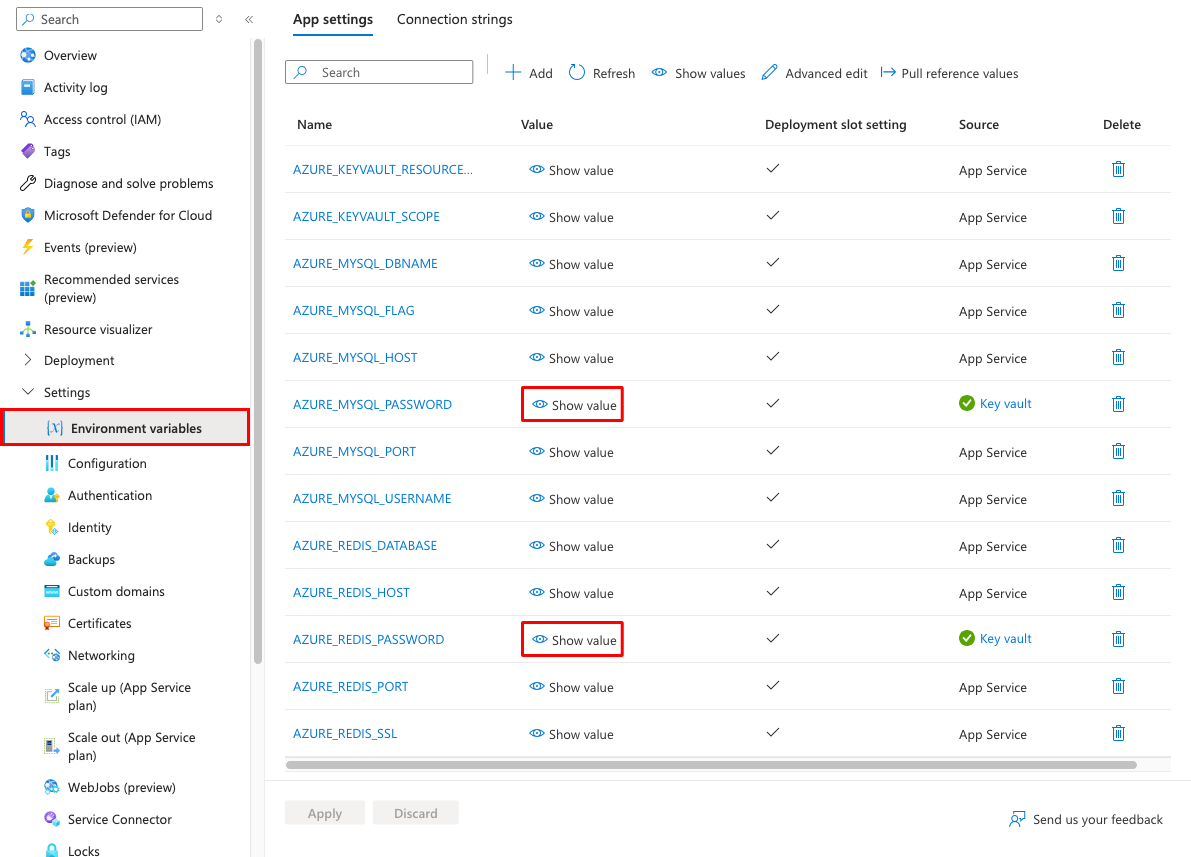 Search
Overview
Activity log
Access control (IAM)
Tags
Diagnose and solve problems
Microsoft Defender for Cloud
Events (preview)
Recommended services
(preview)
Resource visualizer
Deployment
Settings
Environment variables
Configuration
Authentication
Identity
Backups
Custom domains
Certificates
Networking
Scale up (App Service
plan)
Scale out (App Service
plan)
WebJobs (preview)
Service Connector
Locks
App settings Connection strings
Search Add Refresh Show values Advanced edit Pull reference values
Name Value Deployment slot setting Source Delete
AZURE_KEYVAULT_RESOURCE... Show value App Service
AZURE_KEYVAULT_SCOPE Show value App Service
AZURE_MYSQL_DBNAME Show value App Service
AZURE_MYSQL_FLAG Show value App Service
AZURE_MYSQL_HOST Show value App Service
AZURE_MYSQL_PASSWORD Show value Key vault
AZURE_MYSQL_PORT Show value App Service
AZURE_MYSQL_USERNAME Show value App Service
AZURE_REDIS_DATABASE Show value App Service
AZURE_REDIS_HOST Show value App Service
AZURE_REDIS_PASSWORD Show value Key vault
AZURE_REDIS_PORT Show value App Service
AZURE_REDIS_SSL Show value App Service
Apply Discard
Send us your feedback